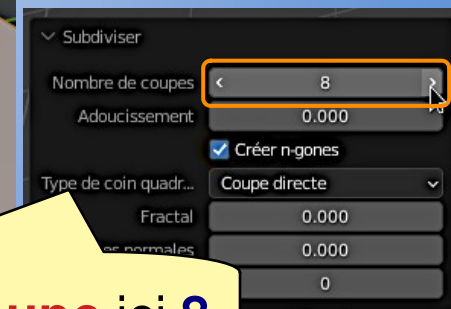 Subdiviser
Nombre de coupes 8
Adoucissement 0.000
Créer n-gones
Type de coin quadr... Coupe directe
Fractal 0.000
normales 0.000
0
ici 8